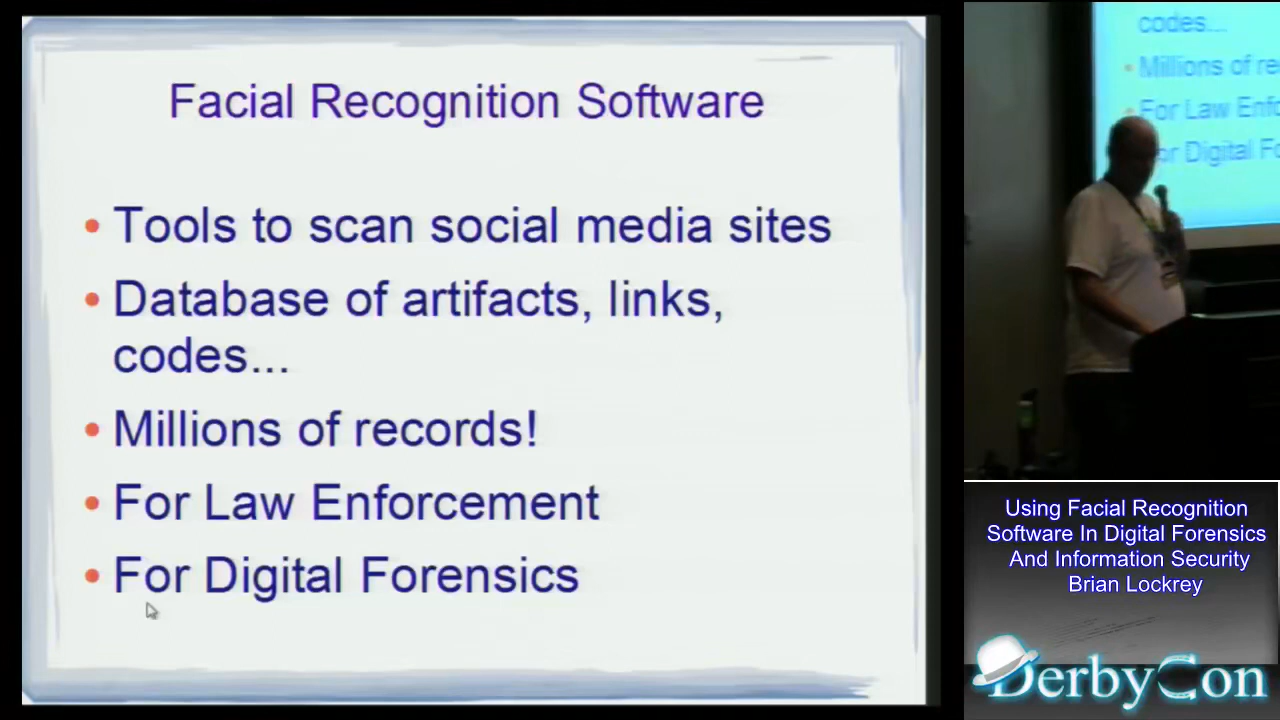 Facial Recognition Software
• Tools to scan social media sites
• Database of artifacts, links,
codes...
• Millions of records!
• For Law Enforcement
• For Digital Forensics
codes...
• Millions of re
For Law Enfo
or Digital Fo
Using Facial Recognition
Software In Digital Forensics
And Information Security
Brian Lockrey
DerbyCon